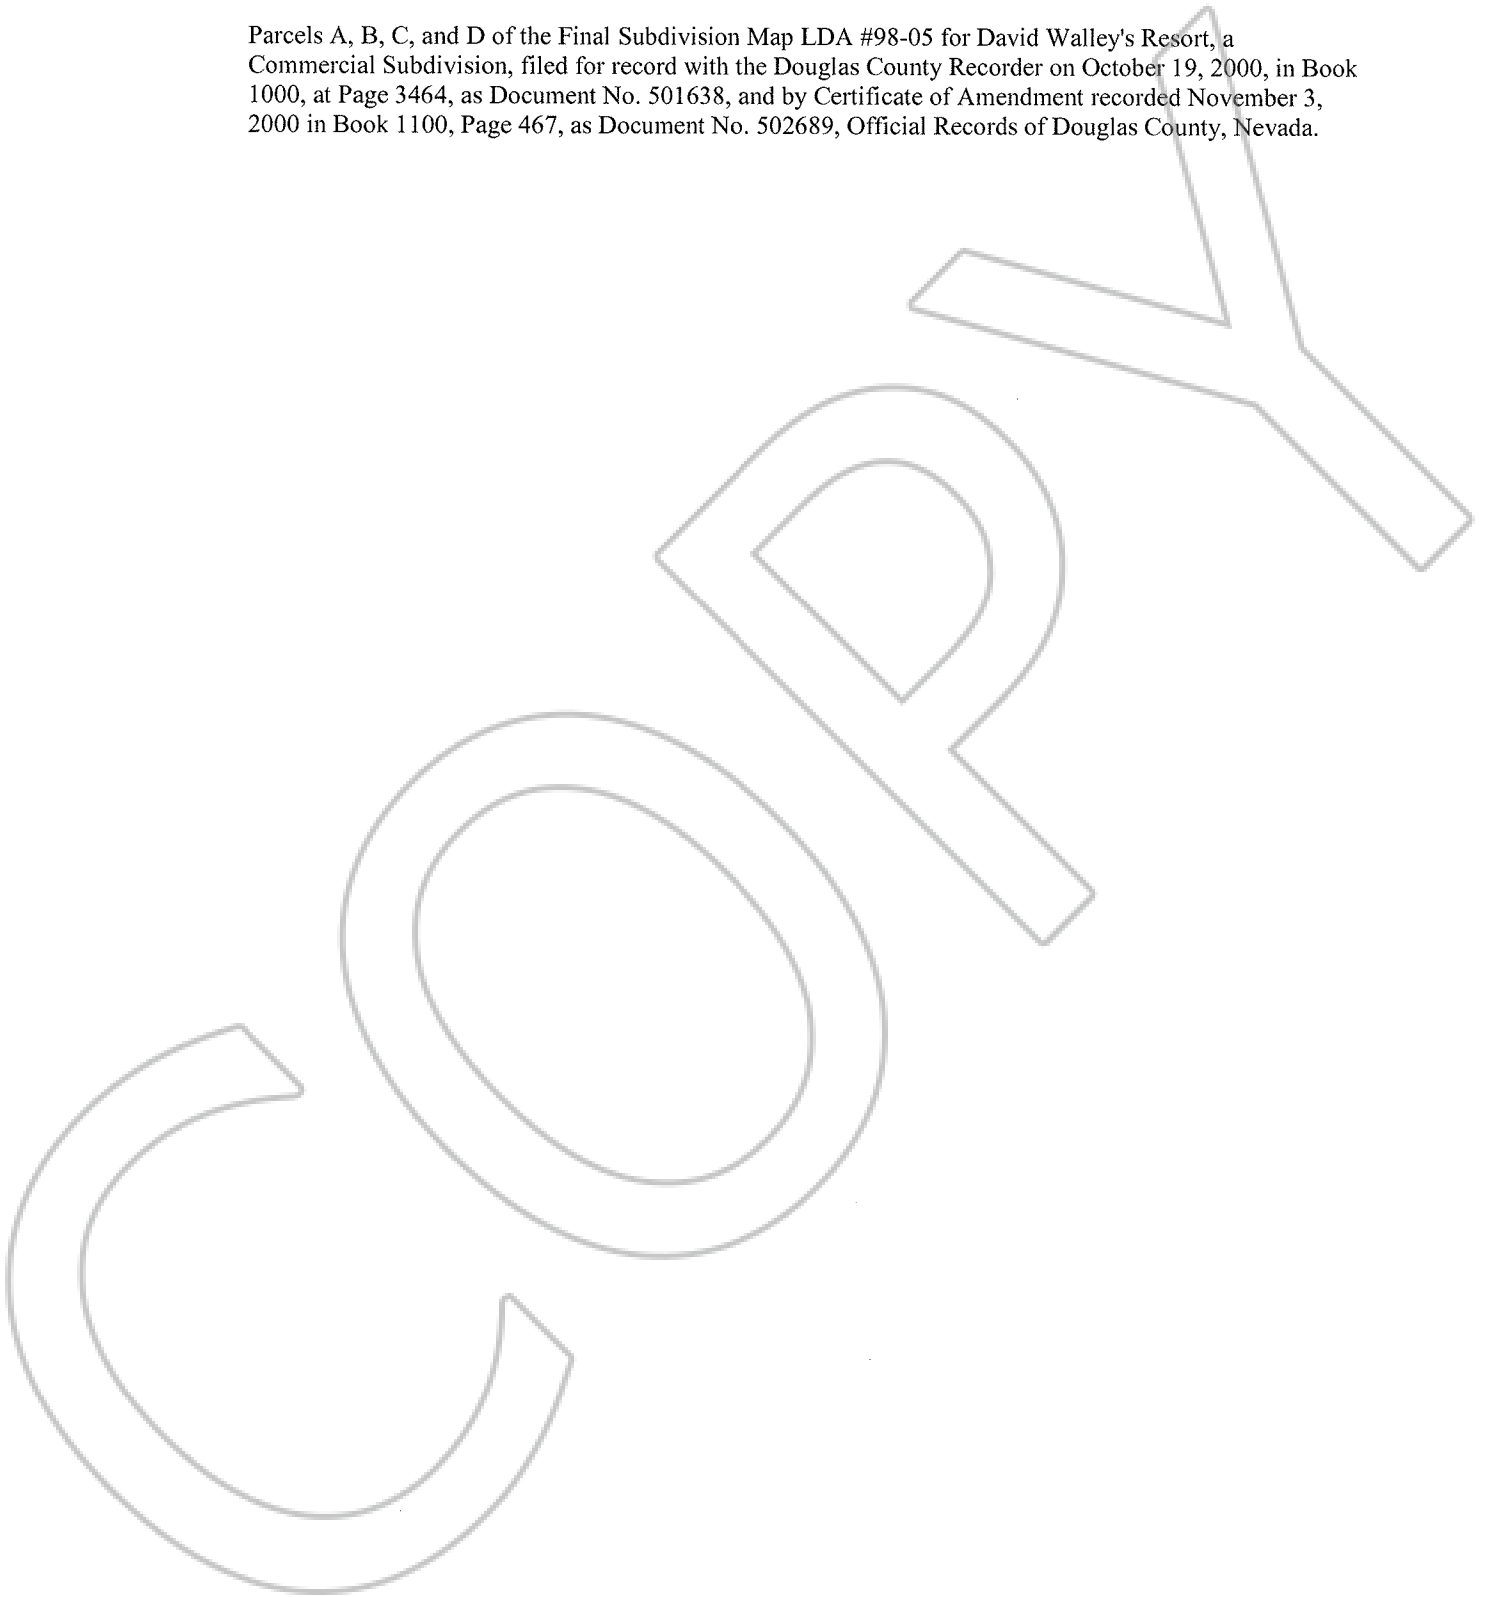 Parcels A, B, C, and D of the Final Subdivision Map LDA #98-05 for David Walley's Resort, a
Commercial Subdivision, filed for record with the Douglas County Recorder on October 19, 2000, in Book
1000, at Page 3464, as Document No. 501638, and by Certificate of Amendment recorded November 3,
2000 in Book 1100, Page 467, as Document No. 502689, Official Records of Douglas County, Nevada.
COPY